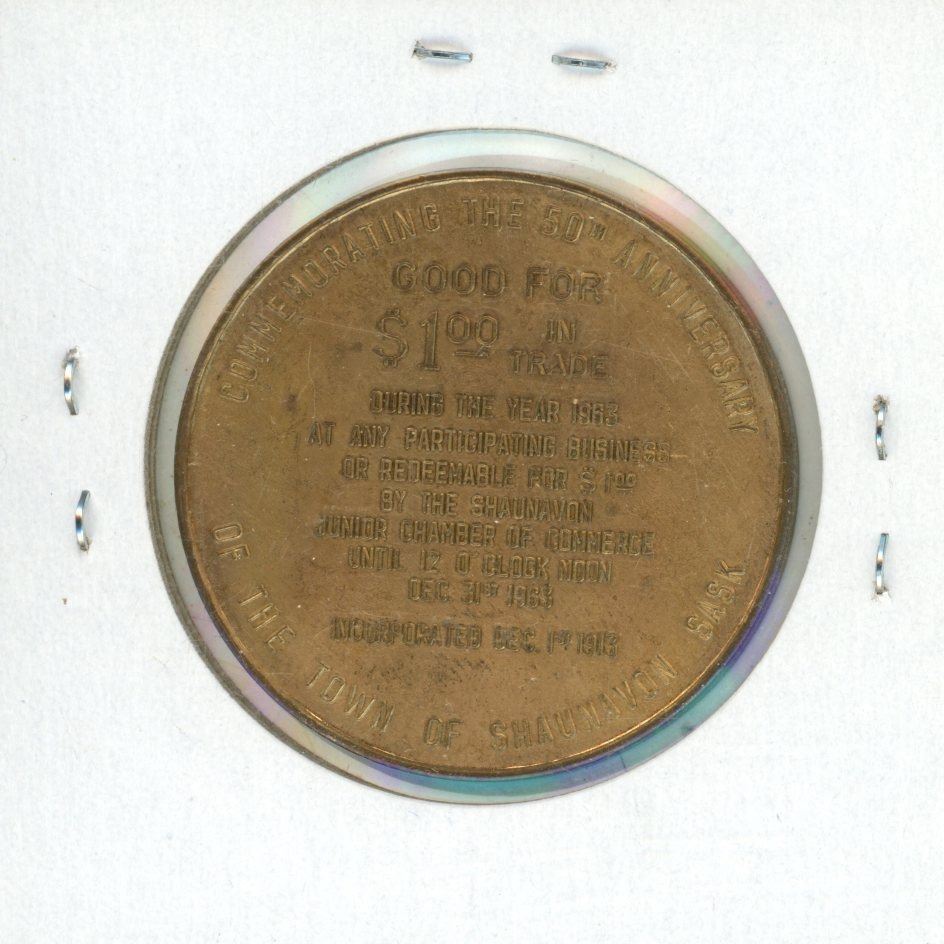 COMMEMORATING THE 50TH ANNIVERSARY
GOOD FOR
$1.00 IN
TRADE
DURING THE YEAR 1963
AT ANY PARTICIPATING BUSINESS
OR REDEEMABLE FOR $1.00
BY THE SHAUNAVON
JUNIOR CHAMBER OF COMMERCE
UNTIL 12 O'CLOCK NOON
DEC. 31ST 1963
INCORPORATED DEC. 1ST 1913
OF THE TOWN OF SHAUNAVON SASK